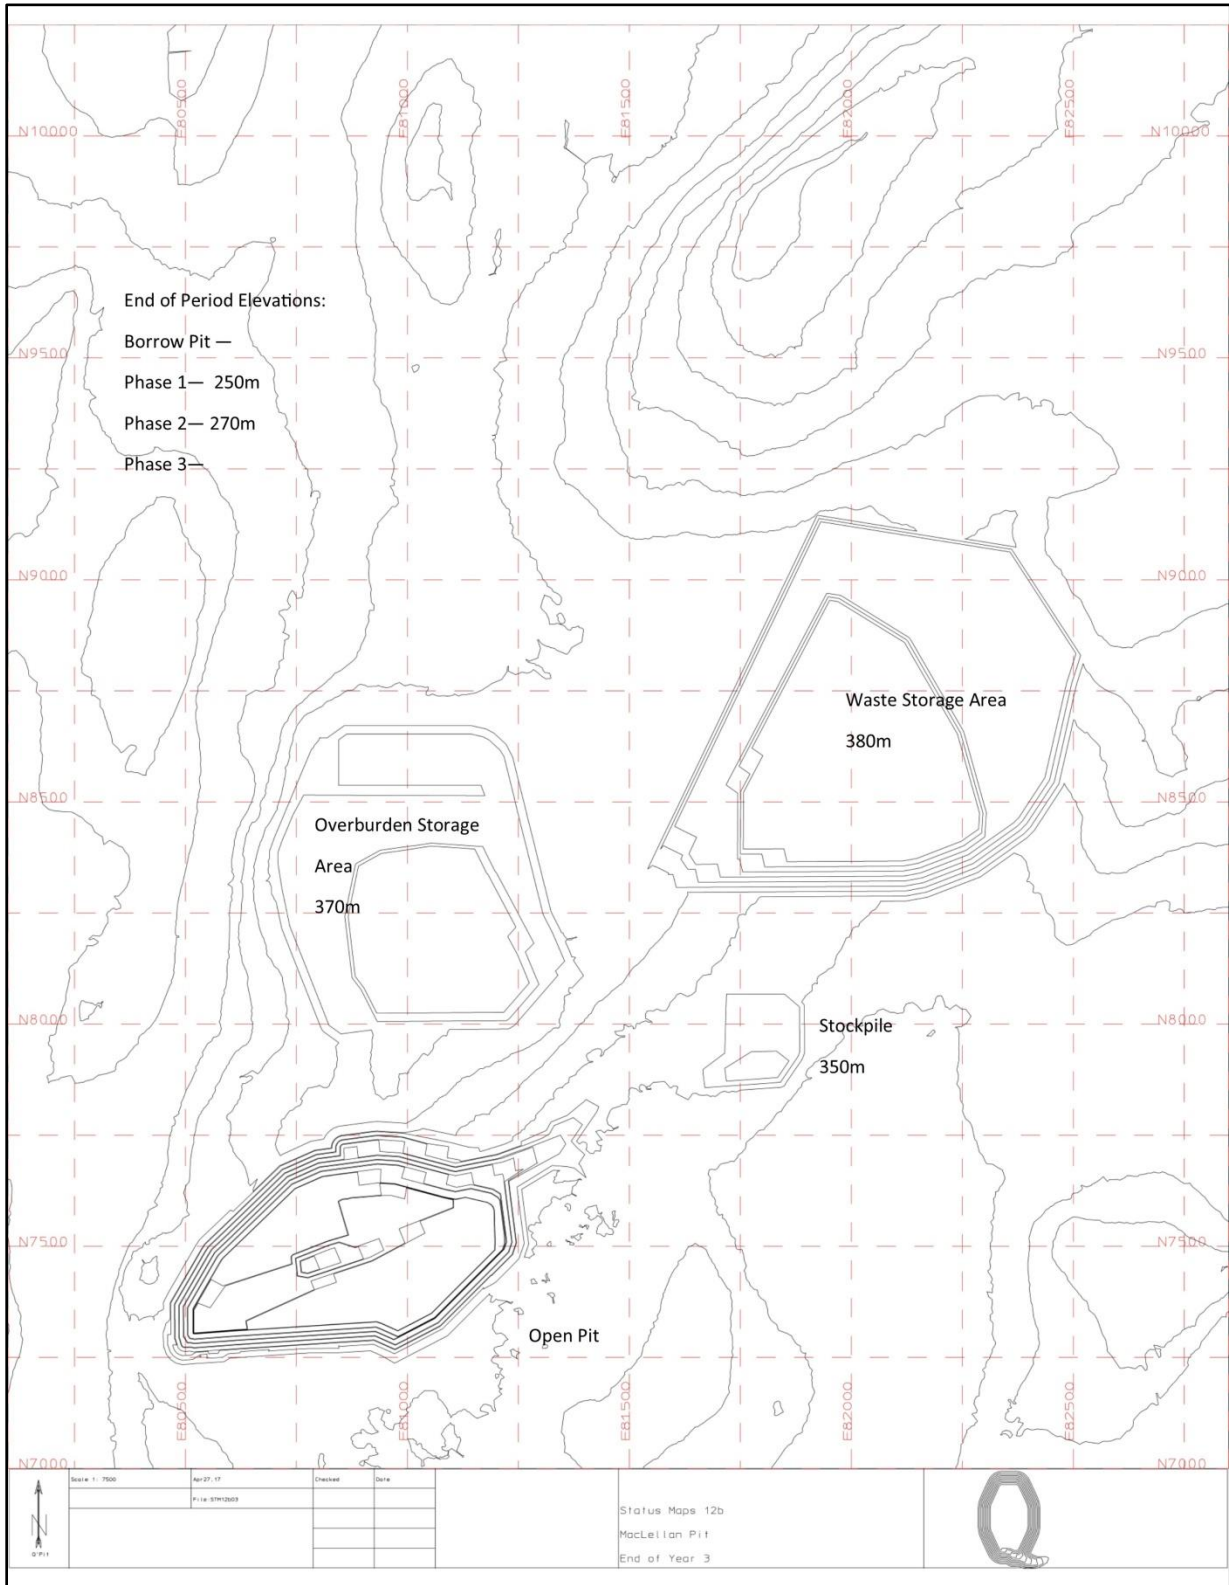 E80500
E81000
E81500
E82000
E82500
N10000
N10000
End of Period Elevations:
Borrow Pit —
N9500
N9500
Phase 1— 250m
Phase 2— 270m
Phase 3—
N9000
N9000
Waste Storage Area
380m
N8500
N8500
Overburden Storage
Area
370m
N8000
N8000
Stockpile
350m
N7500
N7500
Open Pit
E80500
E81000
E81500
E82000
E82500
N7000
N7000
Scale 1: 7500
Apr27, 17
Checked
Date
File:STM12b03
N
Q'Pit
Status Maps 12b
MacLellan Pit
End of Year 3